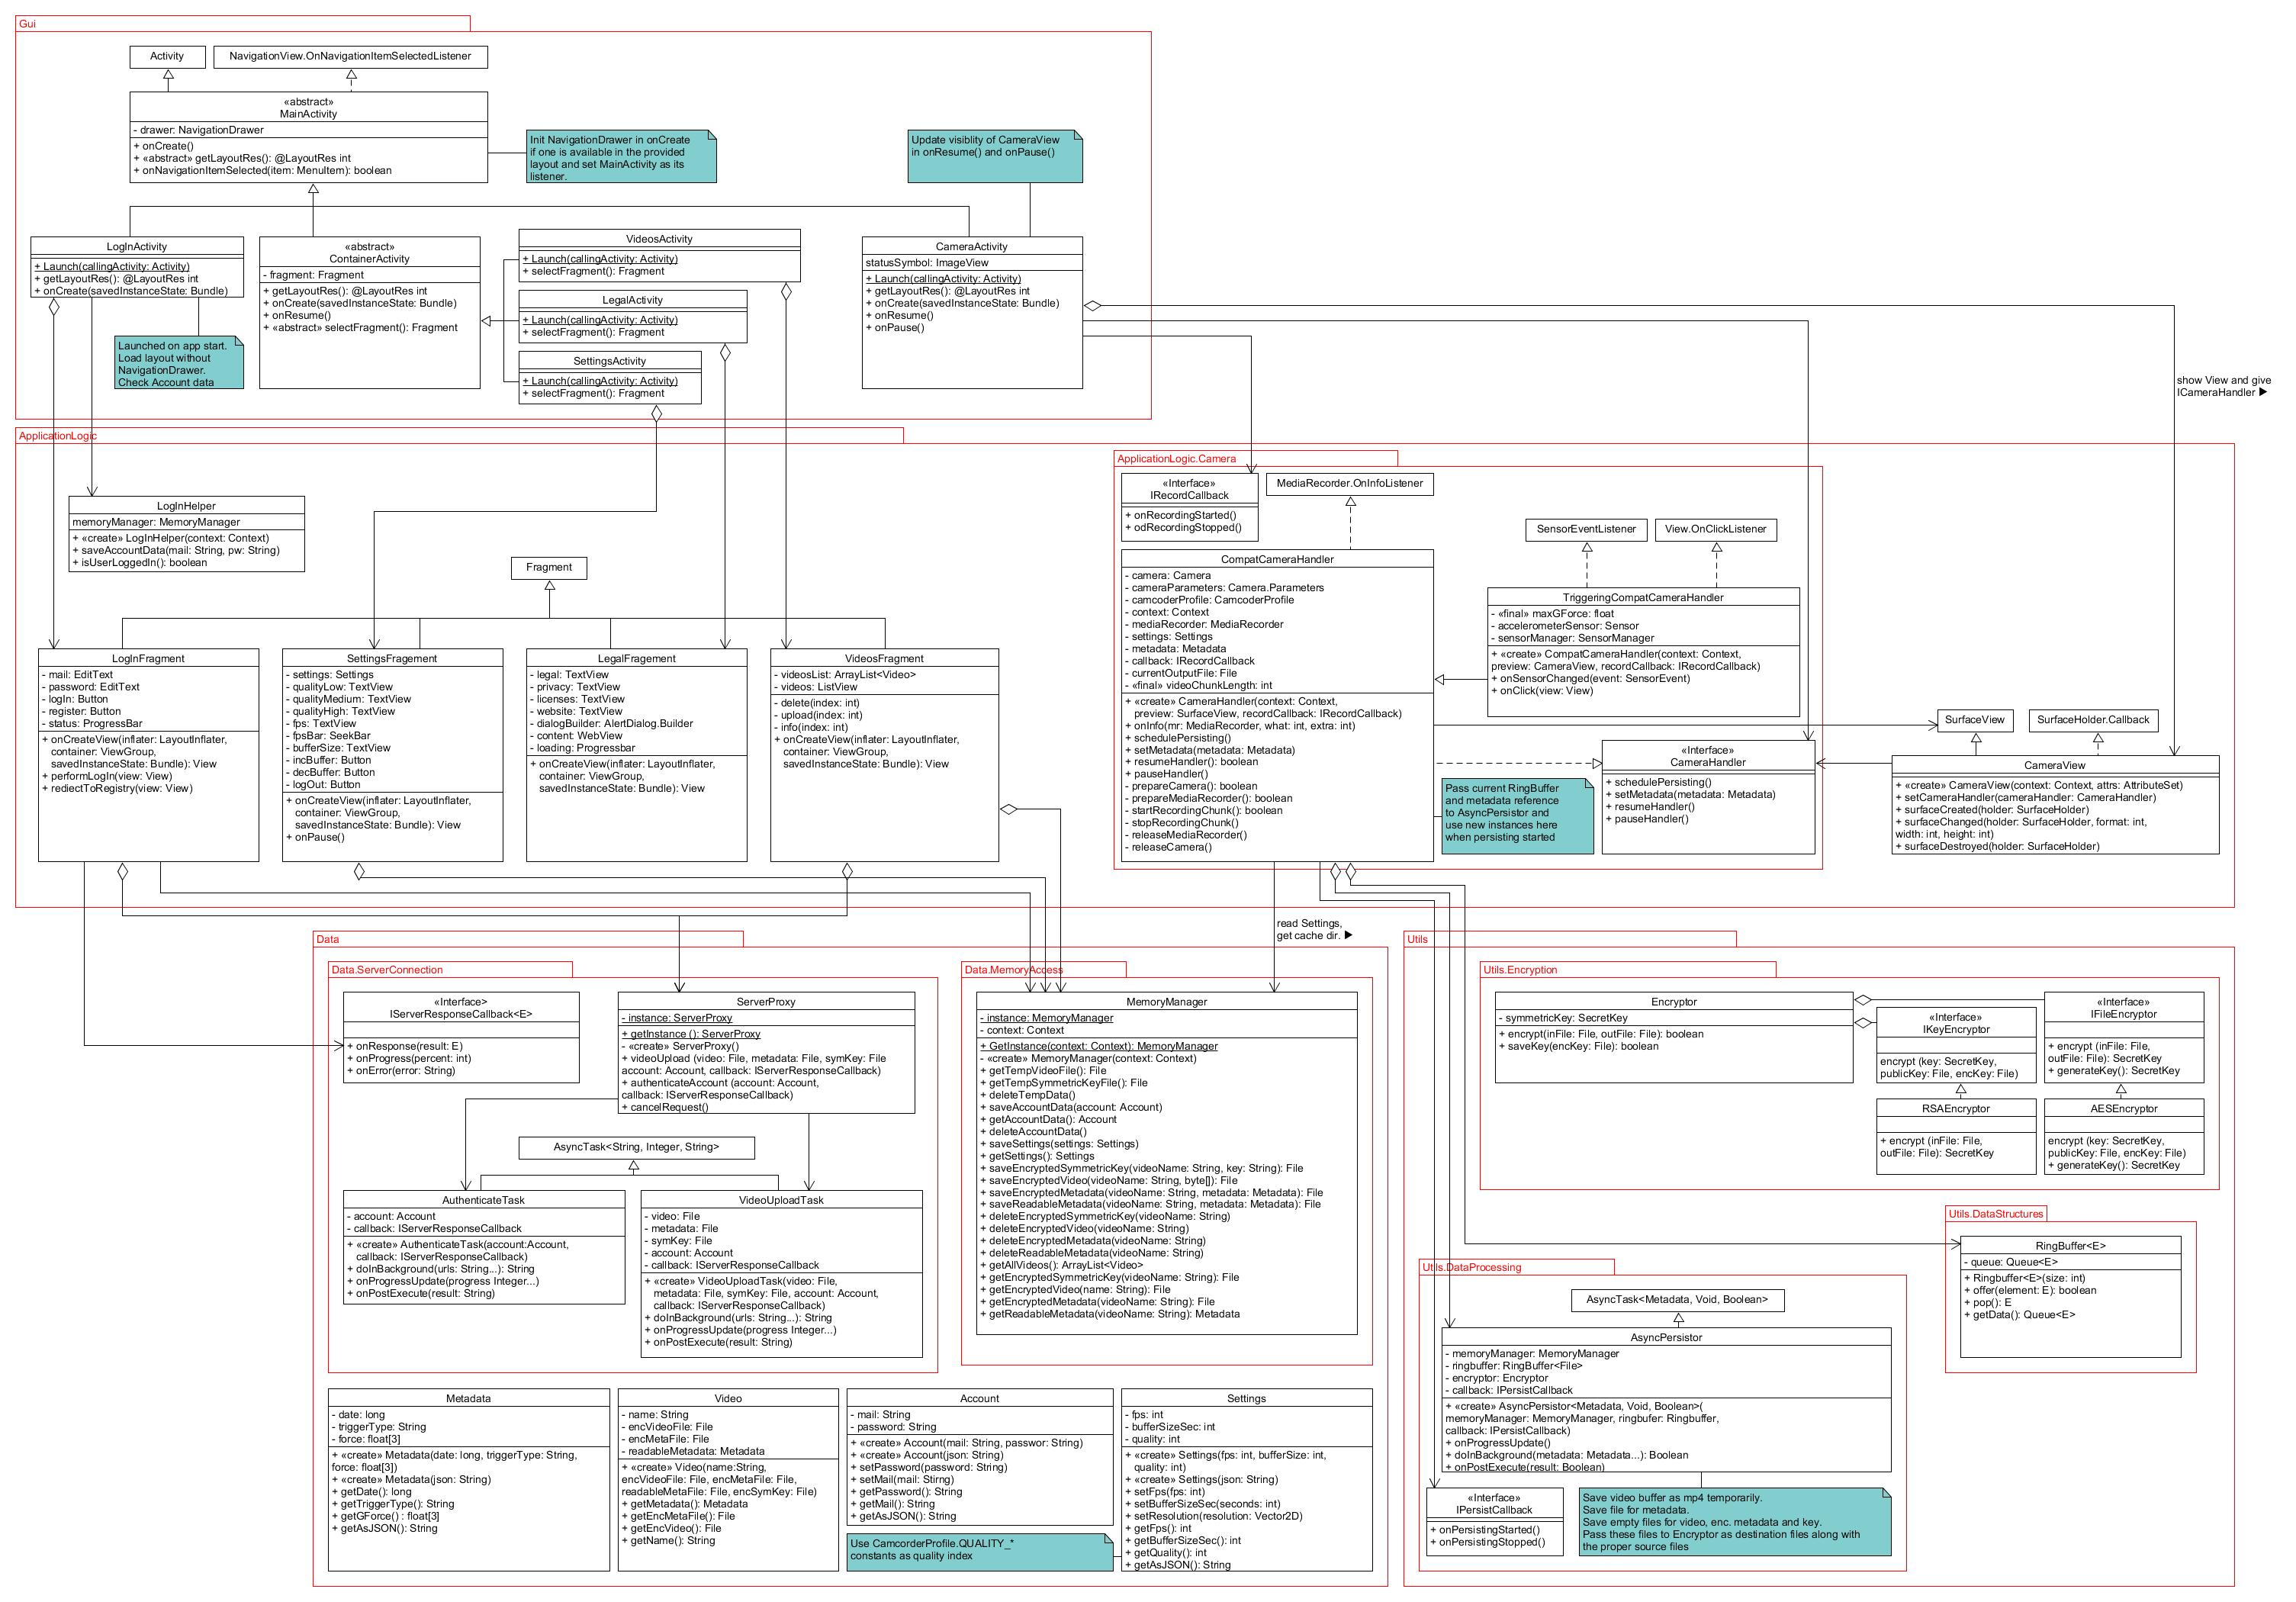 Gui
Activity
NavigationView.OnNavigationItemSelectedListener
«abstract»
MainActivity
- drawer: NavigationDrawer
+ onCreate()
+ «abstract» getLayoutRes(): @LayoutRes int
+ onNavigationItemSelected(item: MenuItem): boolean
Init NavigationDrawer in onCreate
if one is available in the provided
layout and set MainActivity as its
listener.
Update visiblity of CameraView
in onResume() and onPause()
LogInActivity
+ Launch(callingActivity: Activity)
+ getLayoutRes(): @LayoutRes int
+ onCreate(savedInstanceState: Bundle)
Launched on app start.
Load layout without
NavigationDrawer.
Check Account data
«abstract»
ContainerActivity
- fragment: Fragment
+ getLayoutRes(): @LayoutRes int
+ onCreate(savedInstanceState: Bundle)
+ onResume()
+ «abstract» selectFragment(): Fragment
VideosActivity
+ Launch(callingActivity: Activity)
+ selectFragment(): Fragment
LegalActivity
+ Launch(callingActivity: Activity)
+ selectFragment(): Fragment
SettingsActivity
+ Launch(callingActivity: Activity)
+ selectFragment(): Fragment
CameraActivity
statusSymbol: ImageView
+ Launch(callingActivity: Activity)
+ getLayoutRes(): @LayoutRes int
+ onCreate(savedInstanceState: Bundle)
+ onResume()
+ onPause()
show View and give
ICameraHandler ▶
ApplicationLogic
LogInHelper
memoryManager: MemoryManager
+ «create» LogInHelper(context: Context)
+ saveAccountData(mail: String, pw: String)
+ isUserLoggedIn(): boolean
Fragment
LogInFragment
- mail: EditText
- password: EditText
- logIn: Button
- register: Button
- status: ProgressBar
+ onCreateView(inflater: LayoutInflater,
container: ViewGroup,
savedInstanceState: Bundle): View
+ performLogIn(view: View)
+ rediectToRegistry(view: View)
SettingsFragement
- settings: Settings
- qualityLow: TextView
- qualityMedium: TextView
- qualityHigh: TextView
- fps: TextView
- fpsBar: SeekBar
- bufferSize: TextView
- incBuffer: Button
- decBuffer: Button
- logOut: Button
+ onCreateView(inflater: LayoutInflater,
container: ViewGroup,
savedInstanceState: Bundle): View
+ onPause()
LegalFragement
- legal: TextView
- privacy: TextView
- licenses: TextView
- website: TextView
- dialogBuilder: AlertDialog.Builder
- content: WebView
- loading: Progressbar
+ onCreateView(inflater: LayoutInflater,
container: ViewGroup,
savedInstanceState: Bundle): View
VideosFragment
- videosList: ArrayList<Video>
- videos: ListView
- delete(index: int)
- upload(index: int)
- info(index: int)
+ onCreateView(inflater: LayoutInflater,
container: ViewGroup,
savedInstanceState: Bundle): View
ApplicationLogic.Camera
«Interface»
IRecordCallback
+ onRecordingStarted()
+ odRecordingStopped()
MediaRecorder.OnInfoListener
CompatCameraHandler
- camera: Camera
- cameraParameters: Camera.Parameters
- camcoderProfile: CamcoderProfile
- context: Context
- mediaRecorder: MediaRecorder
- settings: Settings
- metadata: Metadata
- callback: IRecordCallback
- currentOutputFile: File
- «final» videoChunkLength: int
+ «create» CameraHandler(context: Context,
preview: SurfaceView, recordCallback: IRecordCallback)
+ onInfo(mr: MediaRecorder, what: int, extra: int)
+ schedulePersisting()
+ setMetadata(metadata: Metadata)
+ resumeHandler(): boolean
+ pauseHandler()
- prepareCamera(): boolean
- prepareMediaRecorder(): boolean
- startRecordingChunk(): boolean
- stopRecordingChunk()
- releaseMediaRecorder()
- releaseCamera()
SensorEventListener
View.OnClickListener
TriggeringCompatCameraHandler
- «final» maxGForce: float
- accelerometerSensor: Sensor
- sensorManager: SensorManager
+ «create» CompatCameraHandler(context: Context,
preview: CameraView, recordCallback: IRecordCallback)
+ onSensorChanged(event: SensorEvent)
+ onClick(view: View)
Pass current RingBuffer
and metadata reference
to AsyncPersistor and
use new instances here
when persisting started
«Interface»
CameraHandler
+ schedulePersisting()
+ setMetadata(metadata: Metadata)
+ resumeHandler()
+ pauseHandler()
SurfaceView
SurfaceHolder.Callback
CameraView
+ «create» CameraView(context: Context, attrs: AttributeSet)
+ setCameraHandler(cameraHandler: CameraHandler)
+ surfaceCreated(holder: SurfaceHolder)
+ surfaceChanged(holder: SurfaceHolder, format: int,
width: int, height: int)
+ surfaceDestroyed(holder: SurfaceHolder)
read Settings,
get cache dir. ▶
Data
Data.ServerConnection
«Interface>
IServerResponseCallback<E>
+ onResponse(result: E)
+ onProgress(percent: int)
+ onError(error: String)
ServerProxy
- instance: ServerProxy
+ getInstance (): ServerProxy
- «create» ServerProxy()
+ videoUpload (video: File, metadata: File, symKey: File
account: Account, callback: IServerResponseCallback)
+ authenticateAccount (account: Account,
callback: IServerResponseCallback)
+ cancelRequest()
AsyncTask<String, Integer, String>
AuthenticateTask
- account: Account
- callback: IServerResponseCallback
+ «create» AuthenticateTask(account:Account,
callback: IServerResponseCallback)
+ doInBackground(urls: String...): String
+ onProgressUpdate(progress Integer...)
+ onPostExecute(result: String)
VideoUploadTask
- video: File
- metadata: File
- symKey: File
- account: Account
- callback: IServerResponseCallback
+ «create» VideoUploadTask(video: File,
metadata: File, symKey: File, account: Account,
callback: IServerResponseCallback)
+ doInBackground(urls: String...): String
+ onProgressUpdate(progress Integer...)
+ onPostExecute(result: String)
Data.MemoryAccess
MemoryManager
- instance: MemoryManager
- context: Context
+ GetInstance(context: Context): MemoryManager
- «create» MemoryManager(context: Context)
+ getTempVideoFile(): File
+ getTempSymmetricKeyFile(): File
+ deleteTempData()
+ saveAccountData(account: Account)
+ getAccountData(): Account
+ deleteAccountData()
+ saveSettings(settings: Settings)
+ getSettings(): Settings
+ saveEncryptedSymmetricKey(videoName: String, key: String): File
+ saveEncryptedVideo(videoName: String, byte[]): File
+ saveEncryptedMetadata(videoName: String, metadata: Metadata): File
+ saveReadableMetadata(videoName: String, metadata: Metadata): File
+ deleteEncryptedSymmetricKey(videoName: String)
+ deleteEncryptedVideo(videoName: String)
+ deleteEncryptedMetadata(videoName: String)
+ deleteReadableMetadata(videoName: String)
+ getAllVideos(): ArrayList<Video>
+ getEncryptedSymmetricKey(videoName: String): File
+ getEncryptedVideo(name: String): File
+ getEncryptedMetadata(videoName: String): File
+ getReadableMetadata(videoName: String): Metadata
Metadata
- date: long
- triggerType: String
- force: float[3]
+ «create» Metadata(date: long, triggerType: String,
force: float[3])
+ «create» Metadata(json: String)
+ getDate(): long
+ getTriggerType(): String
+ getGForce() : float[3]
+ getAsJSON(): String
Video
- name: String
- encVideoFile: File
- encMetaFile: File
- readableMetadata: Metadata
+ «create» Video(name:String,
encVideoFile: File, encMetaFile: File,
readableMetaFile: File, encSymKey: File)
+ getMetadata(): Metadata
+ getEncMetaFile(): File
+ getEncVideo(): File
+ getName(): String
Account
- mail: String
- password: String
+ «create» Account(mail: String, passwor: String)
+ «create» Account(json: String)
+ setPassword(password: String)
+ setMail(mail: Stirng)
+ getPassword(): String
+ getMail(): String
+ getAsJSON(): String
Use CamcorderProfile.QUALITY_*
constants as quality index
Settings
- fps: int
- bufferSizeSec: int
- quality: int
+ «create» Settings(fps: int, bufferSize: int,
quality: int)
+ «create» Settings(json: String)
+ setFps(fps: int)
+ setBufferSizeSec(seconds: int)
+ setResolution(resolution: Vector2D)
+ getFps(): int
+ getBufferSizeSec(): int
+ getQuality(): int
+ getAsJSON(): String
Utils
Utils.Encryption
Encryptor
- symmetricKey: SecretKey
+ encrypt(inFile: File, outFile: File): boolean
+ saveKey(encKey: File): boolean
«Interface»
IKeyEncryptor
encrypt (key: SecretKey,
publicKey: File, encKey: File)
«Interface»
IFileEncryptor
+ encrypt (inFile: File,
outFile: File): SecretKey
+ generateKey(): SecretKey
RSAEncryptor
+ encrypt (inFile: File,
outFile: File): SecretKey
AESEncryptor
encrypt (key: SecretKey,
publicKey: File, encKey: File)
+ generateKey(): SecretKey
Utils.DataStructures
RingBuffer<E>
- queue: Queue<E>
+ Ringbuffer<E>(size: int)
+ offer(element: E): boolean
+ pop(): E
+ getData(): Queue<E>
Utils.DataProcessing
AsyncTask<Metadata, Void, Boolean>
AsyncPersistor
- memoryManager: MemoryManager
- ringbuffer: RingBuffer<File>
- encryptor: Encryptor
- callback: IPersistCallback
+ «create» AsyncPersistor<Metadata, Void, Boolean>(
memoryManager: MemoryManager, ringbufer: Ringbuffer,
callback: IPersistCallback)
+ onProgressUpdate()
+ doInBackground(metadata: Metadata...): Boolean
+ onPostExecute(result: Boolean)
«Interface»
IPersistCallback
+ onPersistingStarted()
+ onPersistingStopped()
Save video buffer as mp4 temporarily.
Save file for metadata.
Save empty files for video, enc. metadata and key.
Pass these files to Encryptor as destination files along with
the proper source files